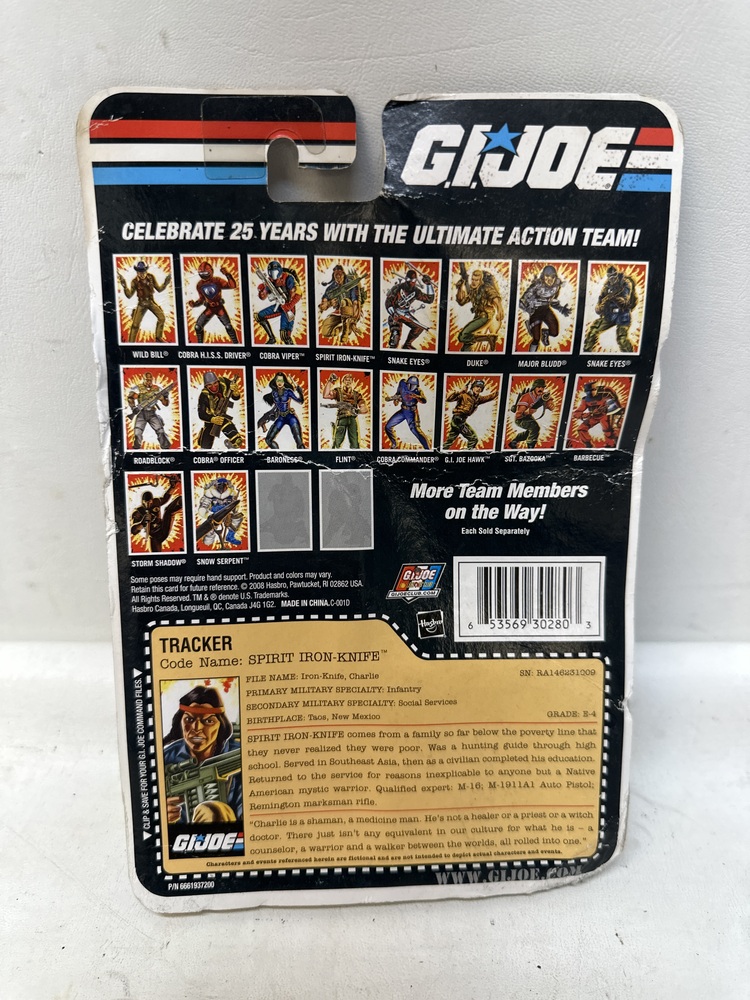 G.I.JOE
CELEBRATE 25 YEARS WITH THE ULTIMATE ACTION TEAM!
WILD BILL® COBRA H.I.S.S. DRIVER® COBRA VIPER™ SPIRIT IRON-KNIFE™ SNAKE EYES® DUKE® MAJOR BLUDD® SNAKE EYES®
ROADBLOCK® COBRA® OFFICER BARONESS® FLINT® COBRA COMMANDER® G.I. JOE HAWK™ SGT. BAZOOKA™ BARBECUE™
STORM SHADOW® SNOW SERPENT™
More Team Members
on the Way!
Each Sold Separately
Some poses may require hand support. Product and colors may vary.
Retain this card for future reference. © 2008 Hasbro, Pawtucket, RI 02862 USA.
All Rights Reserved. TM & ® denote U.S. Trademarks.
Hasbro Canada, Longueuil, QC, Canada J4G 1G2. MADE IN CHINA. C-001D
G.I.JOE
GIJOECLUB.COM
Hasbro
6 53569 30280 3
TRACKER
Code Name: SPIRIT IRON-KNIFE™
FILE NAME: Iron-Knife, Charlie SN: RA146231009
PRIMARY MILITARY SPECIALTY: Infantry
SECONDARY MILITARY SPECIALTY: Social Services
BIRTHPLACE: Taos, New Mexico GRADE: E-4
SPIRIT IRON-KNIFE comes from a family so far below the poverty line that
they never realized they were poor. Was a hunting guide through high
school. Served in Southeast Asia, then as a civilian completed his education.
Returned to the service for reasons inexplicable to anyone but a Native
American mystic warrior. Qualified expert: M-16; M-1911A1 Auto Pistol;
Remington marksman rifle.
"Charlie is a shaman, a medicine man. He's not a healer or a priest or a witch
doctor. There just isn't any equivalent in our culture for what he is – a
counselor, a warrior and a walker between the worlds, all rolled into one."
Characters and events referenced herein are fictional and are not intended to depict actual characters and events.
G.I.JOE
CLIP & SAVE FOR YOUR G.I. JOE COMMAND FILES.
P/N 6661937200
WWW.GIJOE.COM